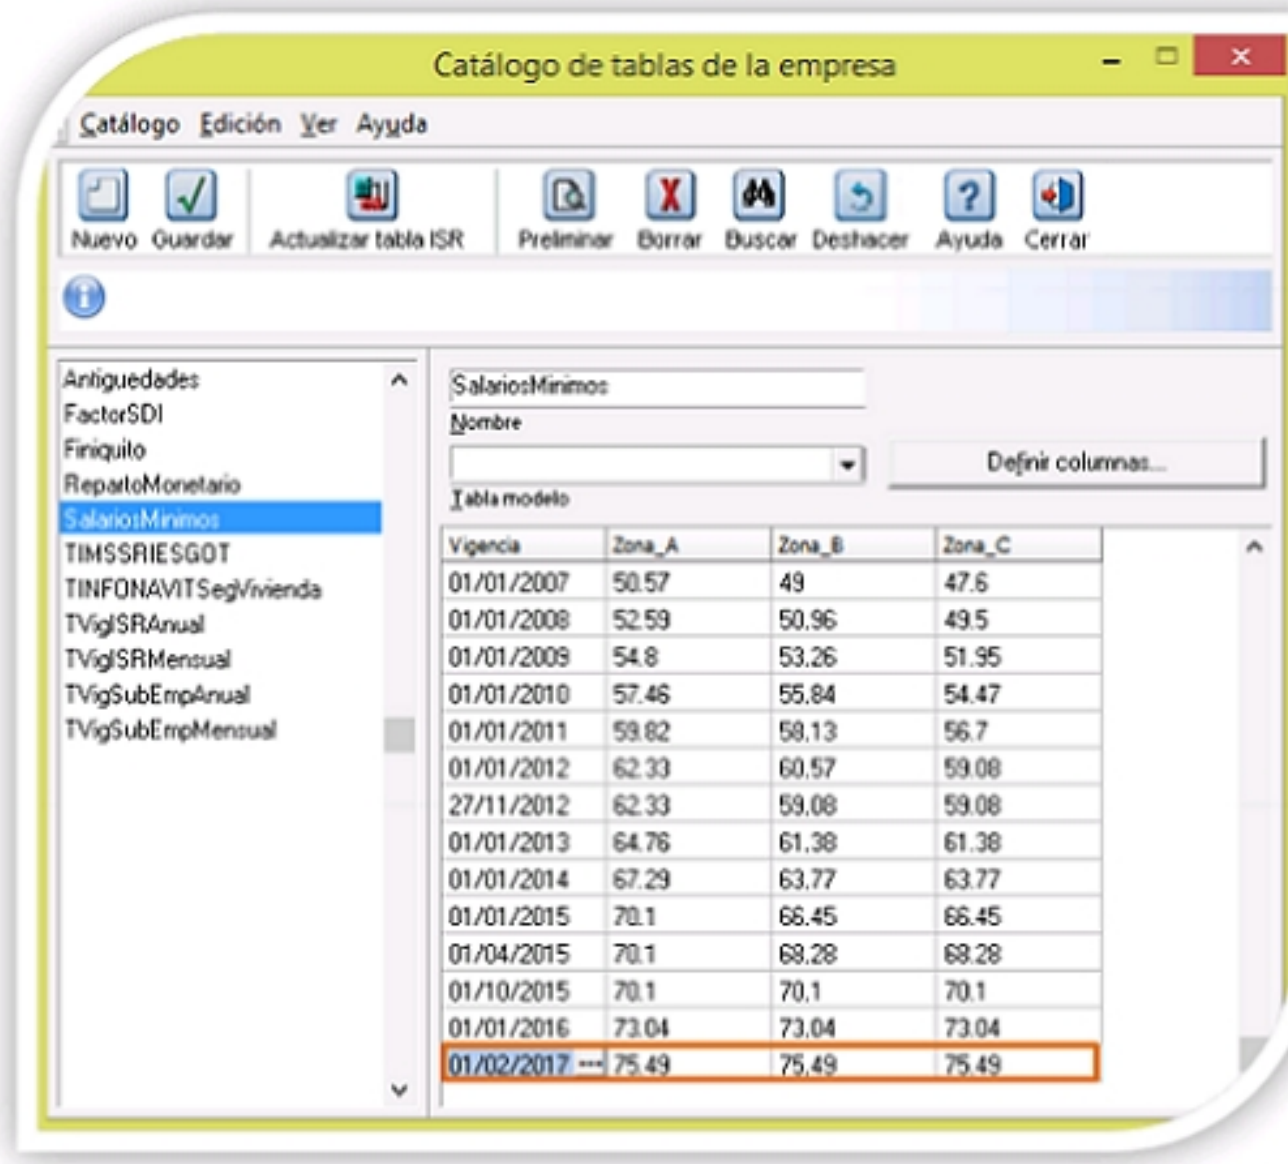 Catálogo de tablas de la empresa
Catálogo Edición Ver Ayuda
Nuevo Guardar Actualizar tabla ISR Preliminar Borrar Buscar Deshacer Ayuda Cerrar
Antiguedades
FactorSDI
Finiquito
RepartoMonetario
SalariosMinimos
TIMSSRIESGOT
TINFONAVITSegVivienda
TVigISRAnual
TVigISRMensual
TVigSubEmpAnual
TVigSubEmpMensual
SalariosMinimos
Nombre
Definir columnas...
Tabla modelo
Vigencia Zona_A Zona_B Zona_C
01/01/2007 50.57 49 47.6
01/01/2008 52.59 50.96 49.5
01/01/2009 54.8 53.26 51.95
01/01/2010 57.46 55.84 54.47
01/01/2011 59.82 58.13 56.7
01/01/2012 62.33 60.57 59.08
27/11/2012 62.33 59.08 59.08
01/01/2013 64.76 61.38 61.38
01/01/2014 67.29 63.77 63.77
01/01/2015 70.1 66.45 66.45
01/04/2015 70.1 68.28 68.28
01/10/2015 70.1 70.1 70.1
01/01/2016 73.04 73.04 73.04
01/02/2017 ... 75.49 75.49 75.49